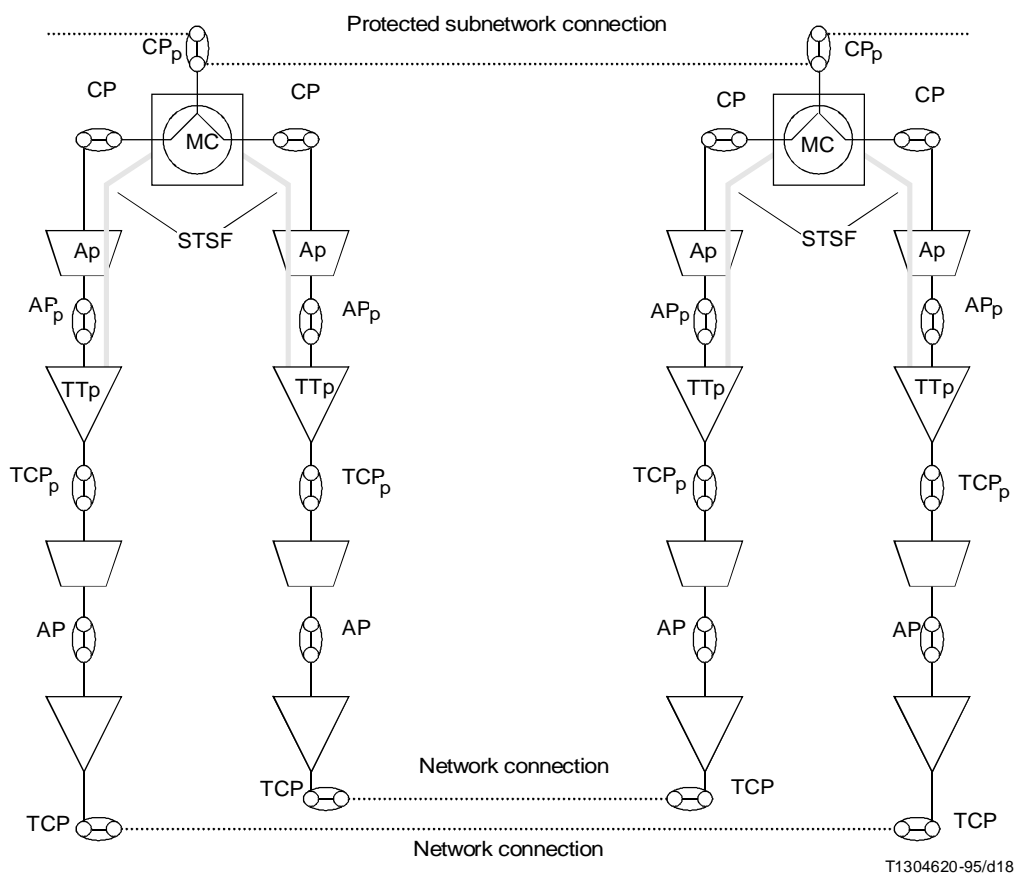 Protected subnetwork connection
CPp CPp
CP CP CP CP
MC MC
STSF STSF
Ap Ap Ap Ap
APp APp APp APp
TTp TTp TTp TTp
TCPp TCPp TCPp TCPp
AP AP AP AP
Network connection
TCP TCP
TCP TCP
Network connection
T1304620-95/d18